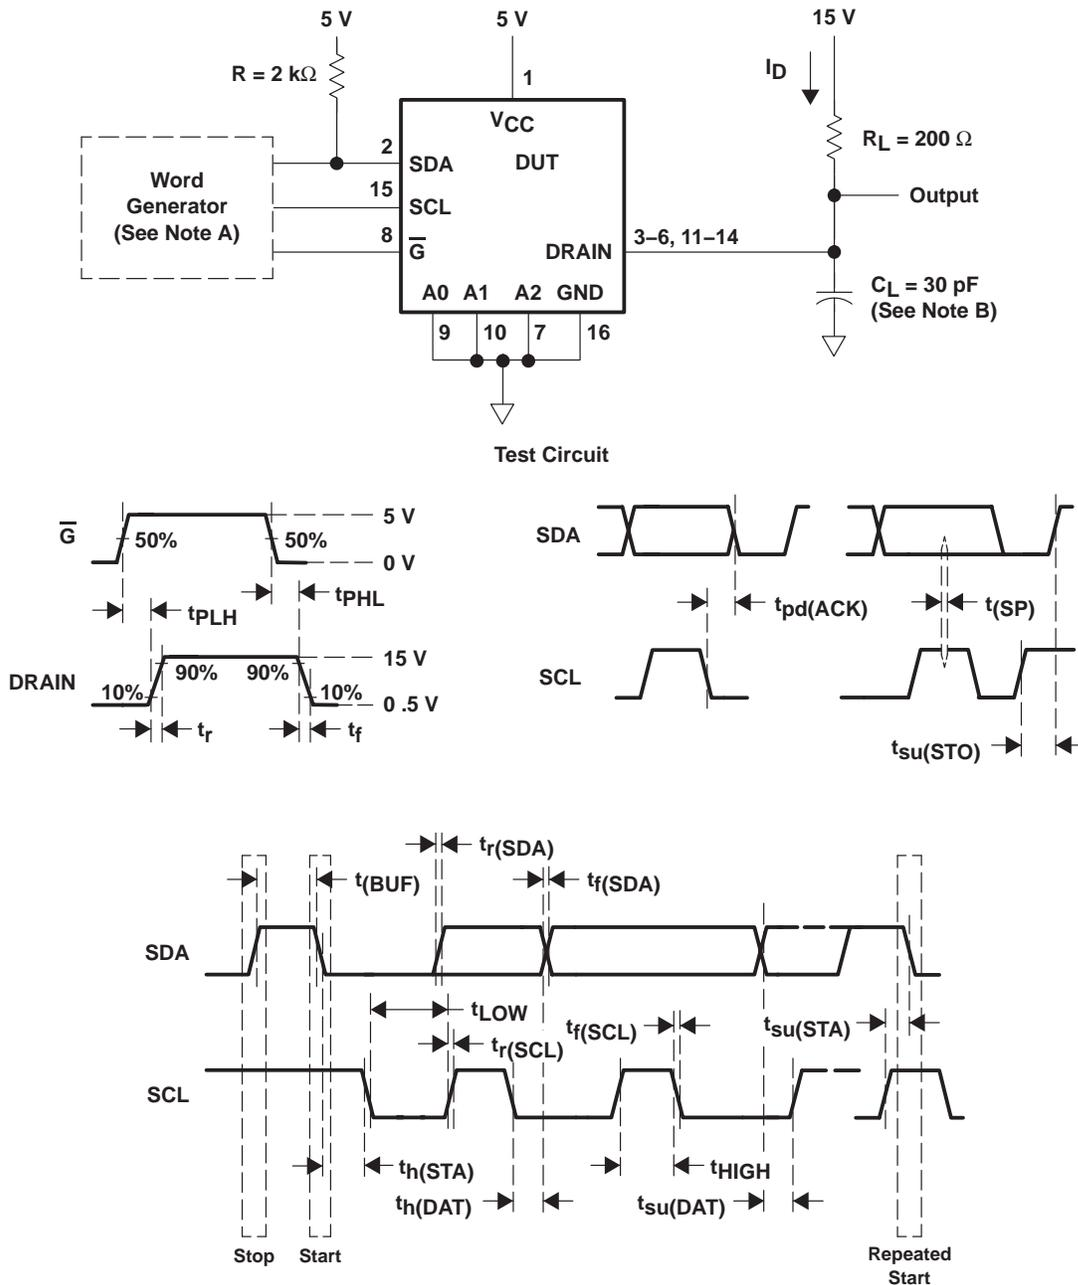 5 V
5 V
15 V
R = 2 kΩ
1
ID
VCC
2
SDA
DUT
RL = 200 Ω
Word
Generator
(See Note A)
15
SCL
Output
8
G
DRAIN
3–6, 11–14
A0 A1 A2 GND
CL = 30 pF
(See Note B)
9
10
7
16
Test Circuit
G
50%
50%
5 V
0 V
tPLH
tPHL
DRAIN
10%
90%
90%
10%
15 V
0 .5 V
tr
tf
SDA
tpd(ACK)
t(SP)
SCL
tsu(STO)
tr(SDA)
t(BUF)
tf(SDA)
SDA
tLOW
tr(SCL)
tf(SCL)
tsu(STA)
SCL
th(STA)
tHIGH
th(DAT)
tsu(DAT)
Stop
Start
Repeated
Start